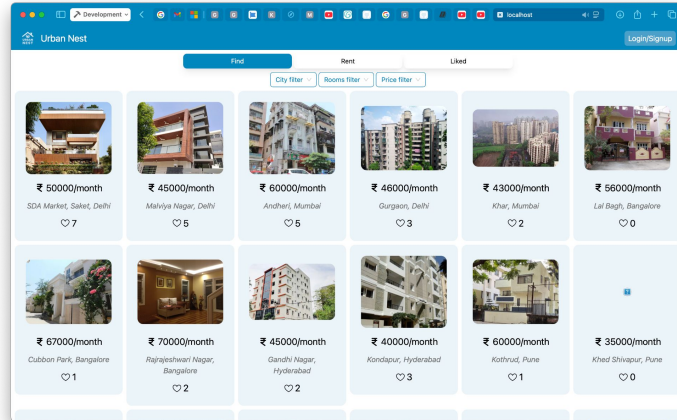 Development
localhost
URBAN NEST
Urban Nest
Login/Signup
Find
Rent
Liked
City filter
Rooms filter
Price filter
₹ 50000/month
₹ 45000/month
₹ 60000/month
₹ 46000/month
₹ 43000/month
₹ 56000/month
SDA Market, Saket, Delhi
Malviya Nagar, Delhi
Andheri, Mumbai
Gurgaon, Delhi
Khar, Mumbai
Lal Bagh, Bangalore
7
5
5
3
2
0
₹ 67000/month
₹ 70000/month
₹ 45000/month
₹ 40000/month
₹ 60000/month
₹ 35000/month
Cubbon Park, Bangalore
Rajrajeshwari Nagar,
Bangalore
Gandhi Nagar,
Hyderabad
Kondapur, Hyderabad
Kothrud, Pune
Khed Shivapur, Pune
1
2
2
3
1
0